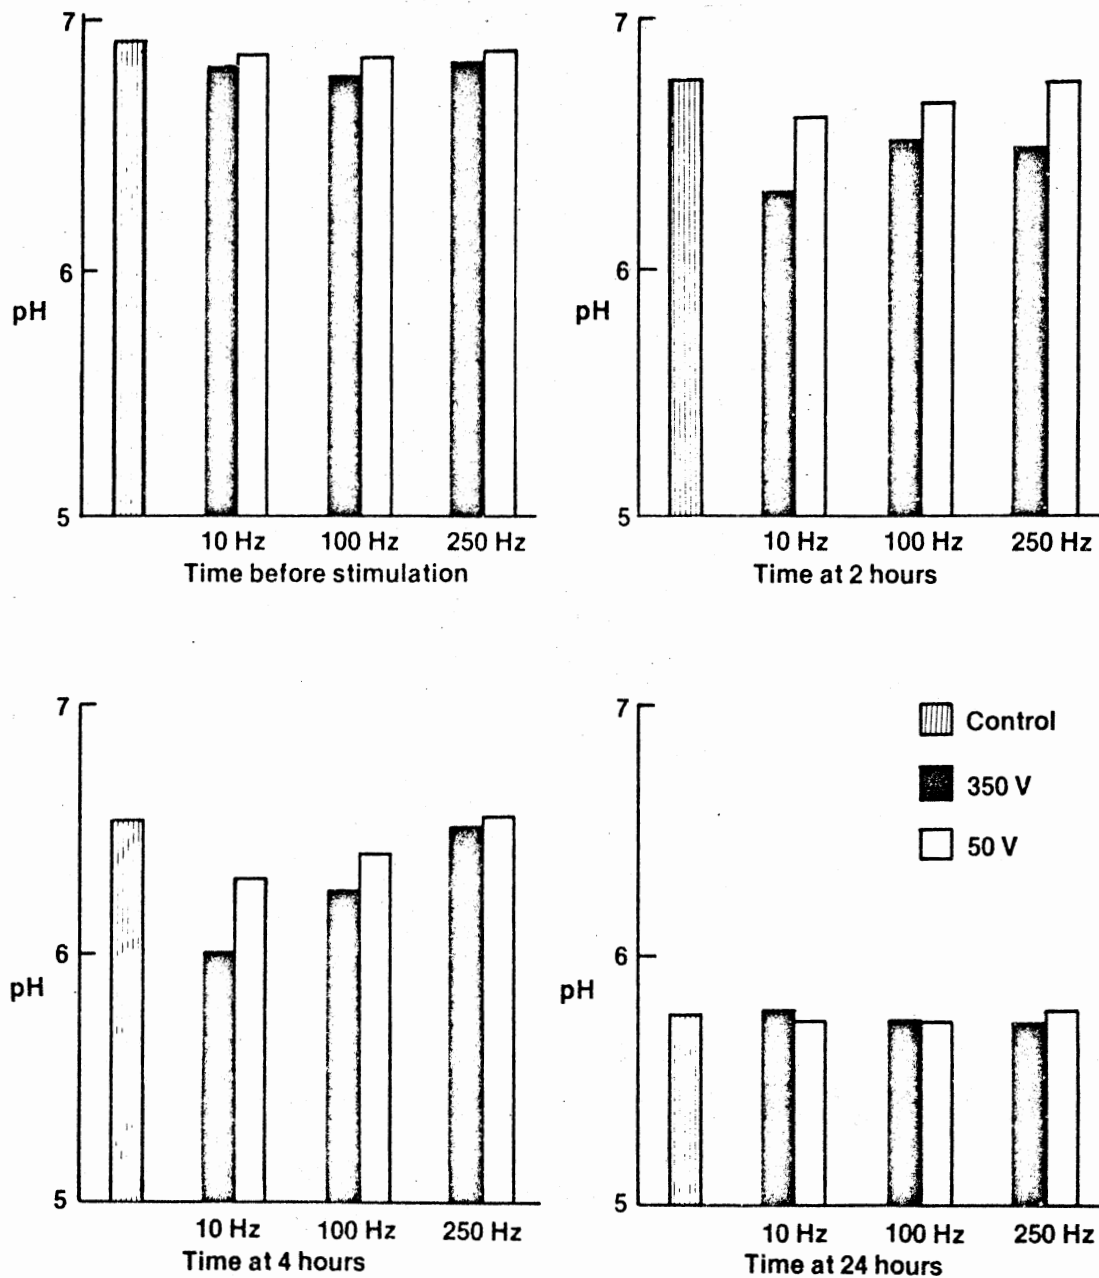 7
6
pH
5
10 Hz 100 Hz 250 Hz
Time before stimulation
7
6
pH
5
10 Hz 100 Hz 250 Hz
Time at 2 hours
7
6
pH
5
10 Hz 100 Hz 250 Hz
Time at 4 hours
7
Control
350 V
50 V
6
pH
5
10 Hz 100 Hz 250 Hz
Time at 24 hours